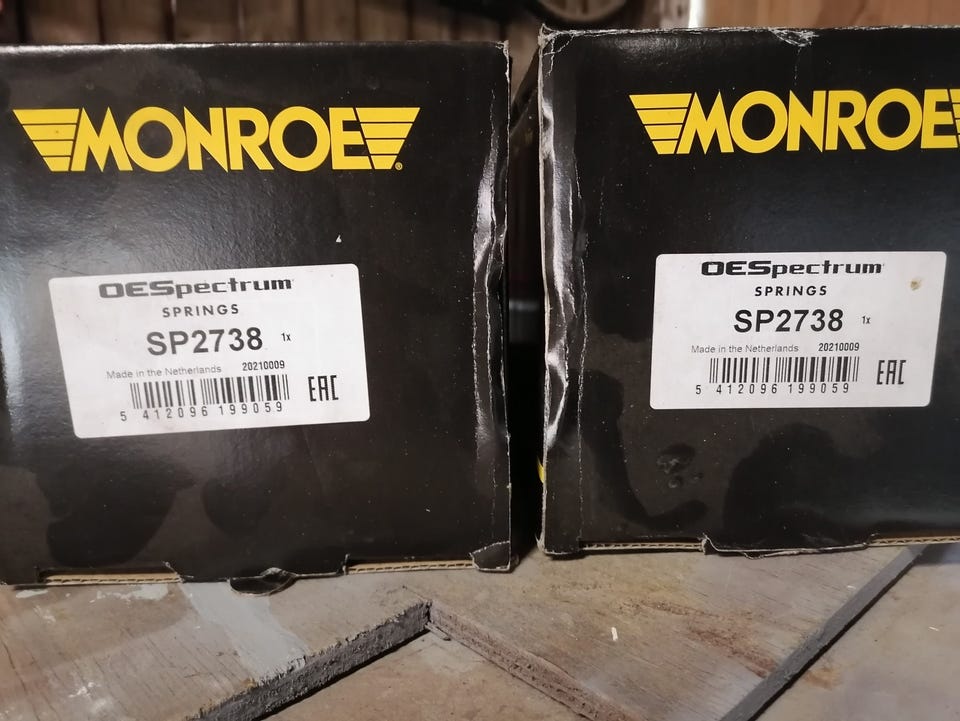 MONROE®
OESpectrum®
SPRINGS
SP2738 1x
Made in the Netherlands 20210009
5 412096 199059
EAC
MONROE
OESpectrum®
SPRINGS
SP2738 1x
Made in the Netherlands 20210009
5 412096 199059
EAC